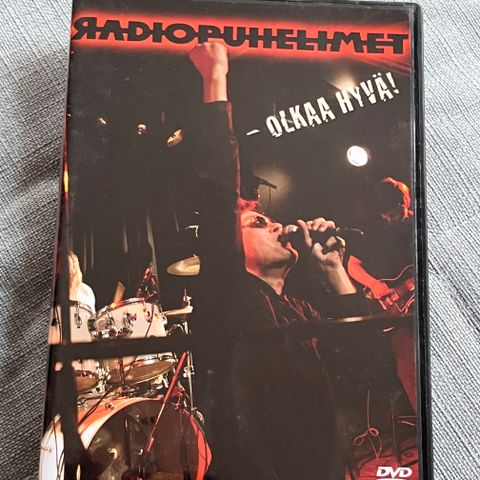 RADIOPUHELIMET
– OLKAA HYVÄ!
DVD